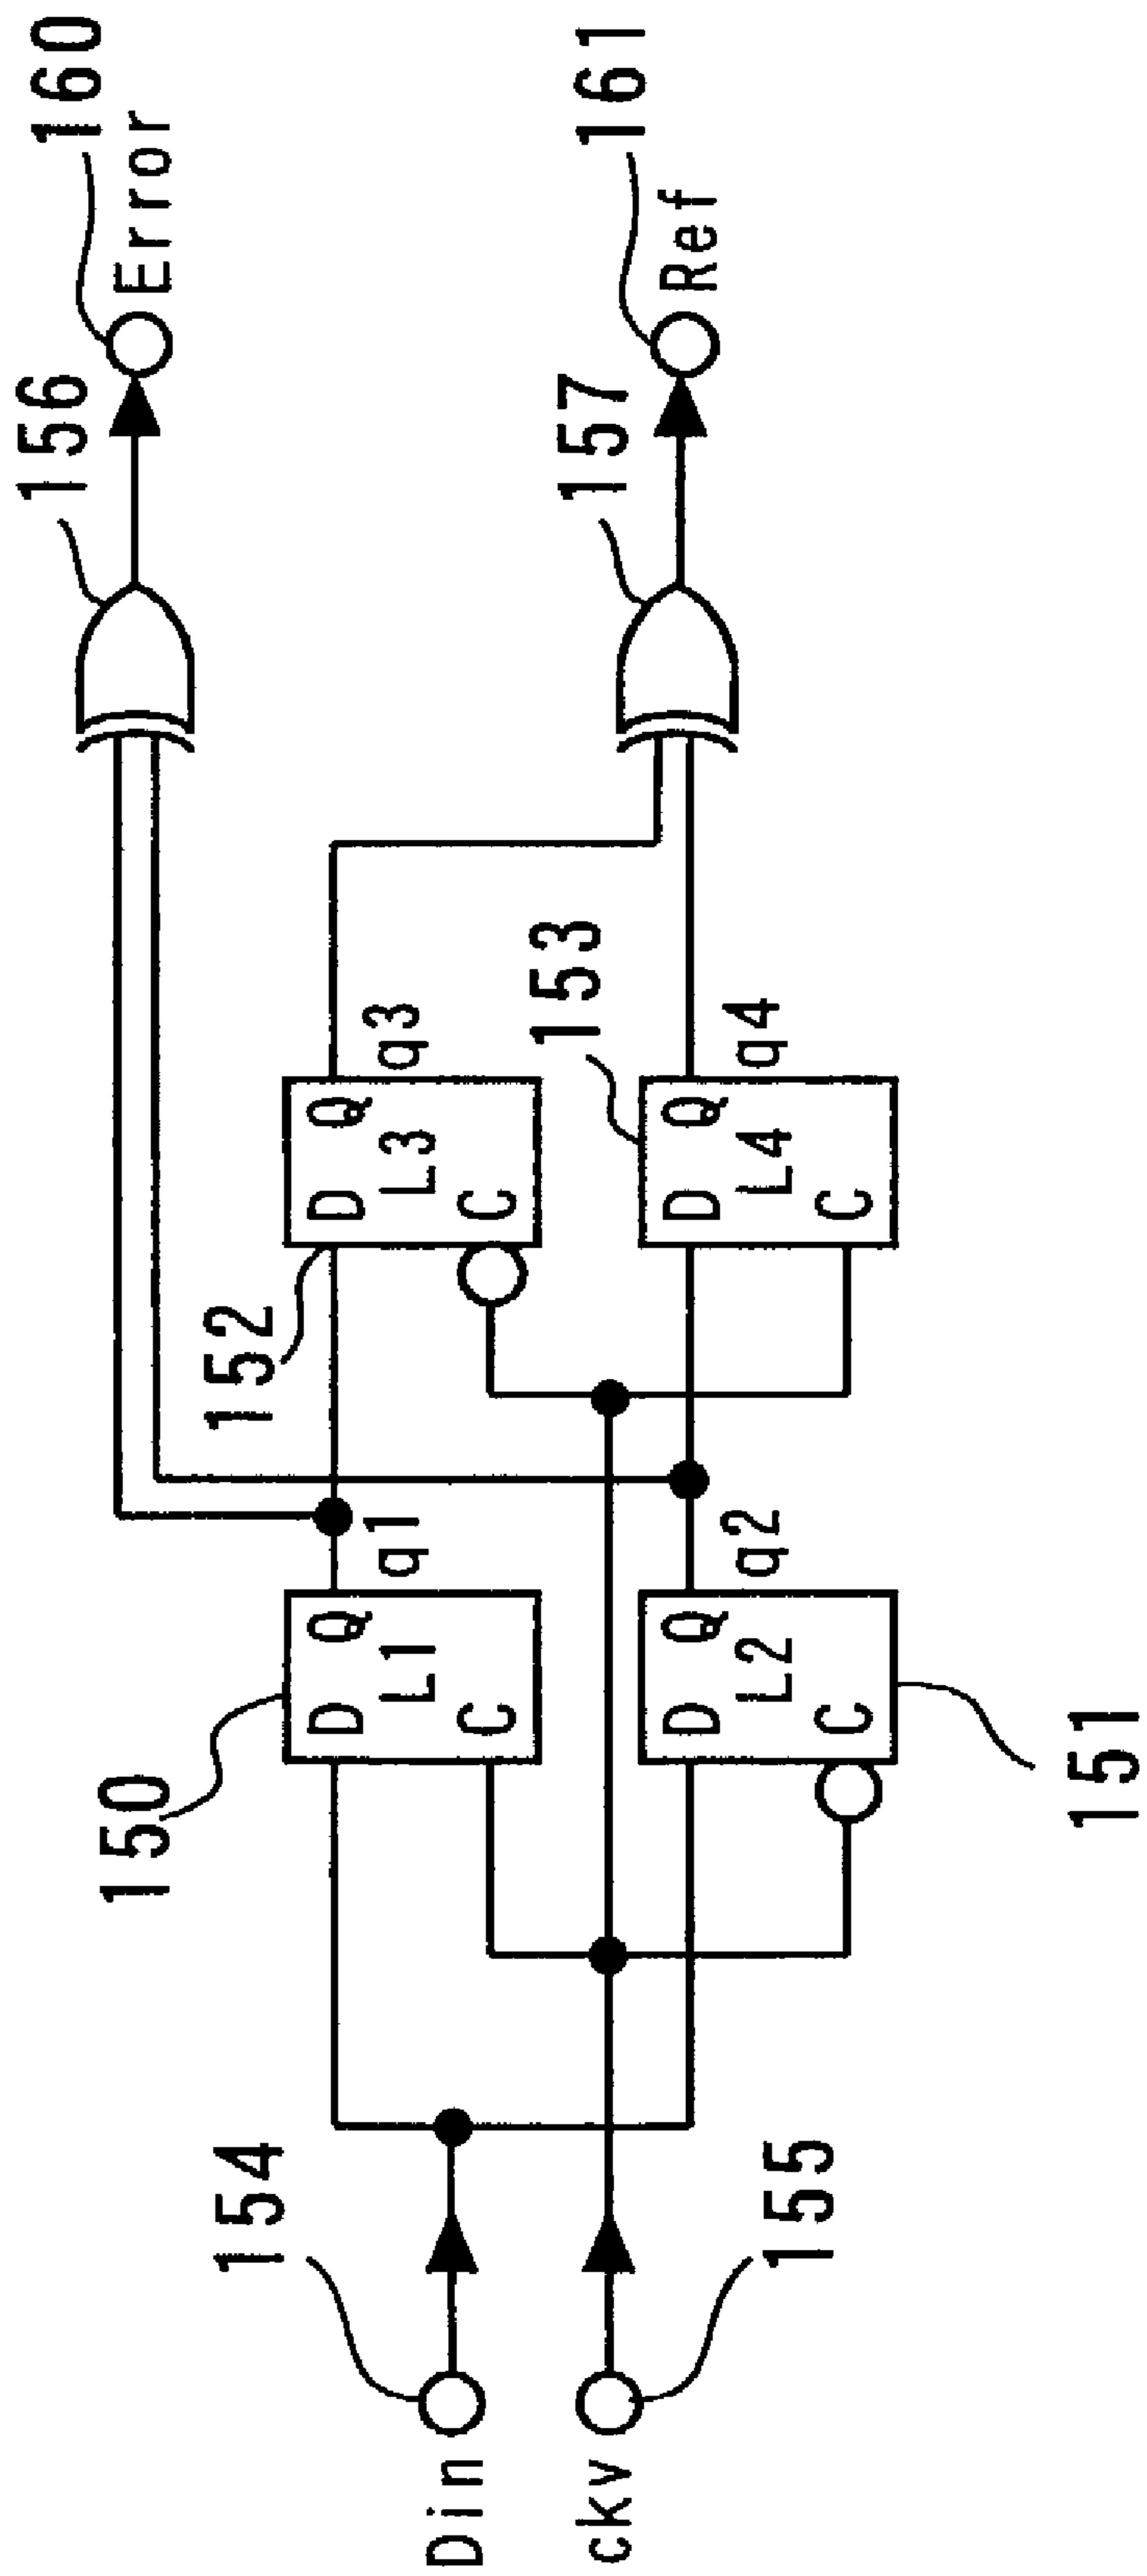 156
160
Error
150
152
D Q
L1
C
q1
D Q
L3
C
q3
154
Din
157
161
Ref
ckv
153
D Q
L2
C
q2
D Q
L4
C
q4
155
151